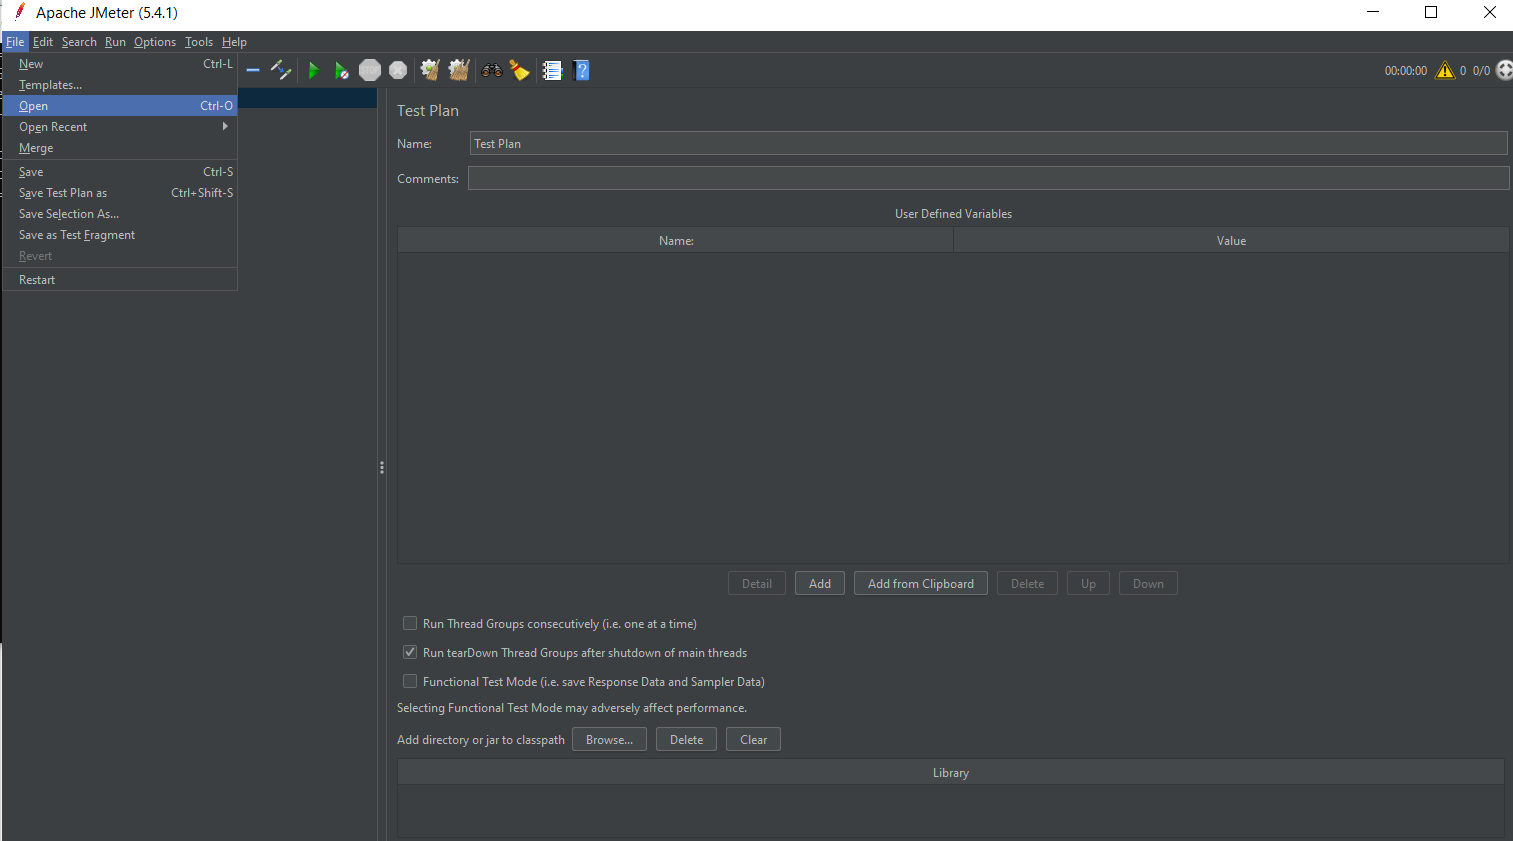 Apache JMeter (5.4.1)
File Edit Search Run Options Tools Help
New Ctrl-L
Templates...
Open Ctrl-O
Open Recent
Merge
Save Ctrl-S
Save Test Plan as Ctrl+Shift-S
Save Selection As...
Save as Test Fragment
Revert
Restart
STOP
00:00:00 0 0/0
Test Plan
Name: Test Plan
Comments:
User Defined Variables
Name: Value
Detail Add Add from Clipboard Delete Up Down
Run Thread Groups consecutively (i.e. one at a time)
Run tearDown Thread Groups after shutdown of main threads
Functional Test Mode (i.e. save Response Data and Sampler Data)
Selecting Functional Test Mode may adversely affect performance.
Add directory or jar to classpath Browse... Delete Clear
Library